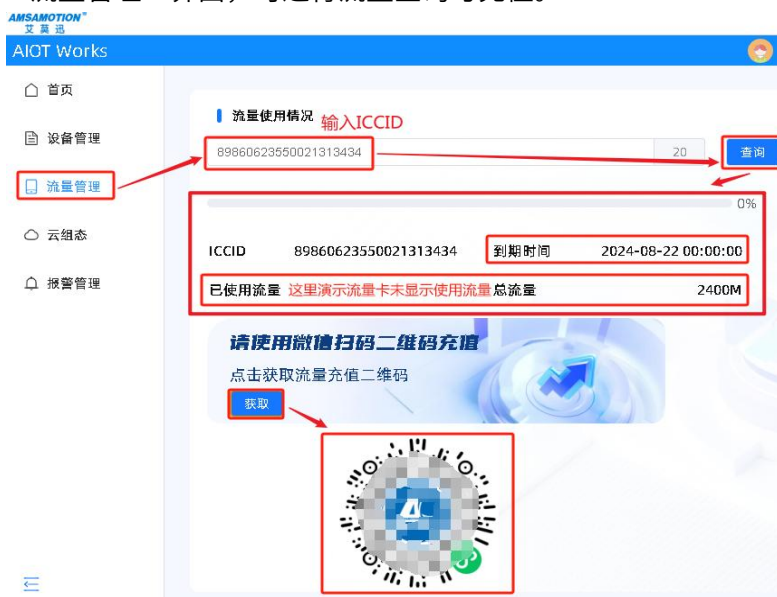 AMSAMOTION
艾莫迅
AIOT Works
首页
设备管理
流量管理
云组态
报警管理
流量使用情况 输入ICCID
89860623550021313434 20 查询
0%
ICCID 89860623550021313434 到期时间 2024-08-22 00:00:00
已使用流量 这里演示流量卡未显示使用流量 总流量 2400M
请使用微信扫码二维码充值
点击获取流量充值二维码
获取